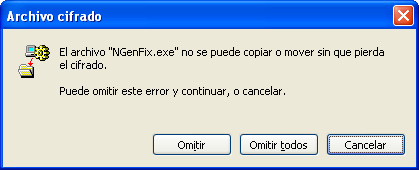 Archivo cifrado
El archivo "NGenFix.exe" no se puede copiar o mover sin que pierda
el cifrado.
Puede omitir este error y continuar, o cancelar.
Omitir
Omitir todos
Cancelar